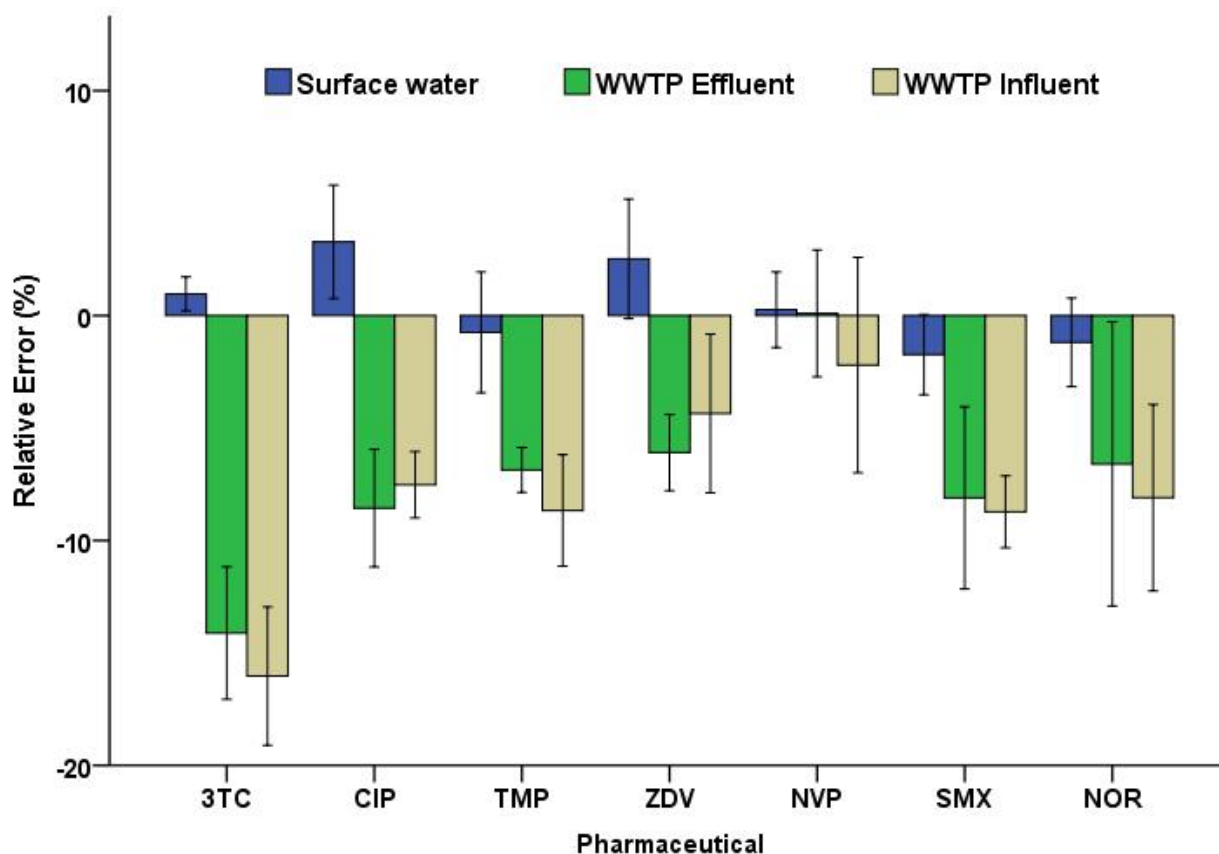 Surface water WWTP Effluent WWTP Influent
Relative Error (%)
10
0
-10
-20
3TC CIP TMP ZDV NVP SMX NOR
Pharmaceutical